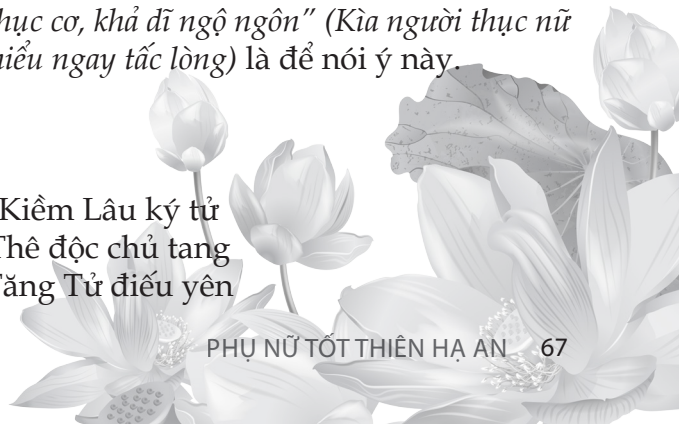 thục cơ, khả dĩ ngộ ngôn” (Kìa người thục nữ
hiểu ngay tấc lòng) là để nói ý này.
Kiềm Lâu ký tử
Thê độc chủ tang
Tăng Tử điếu yên
PHỤ NỮ TỐT THIÊN HẠ AN 67